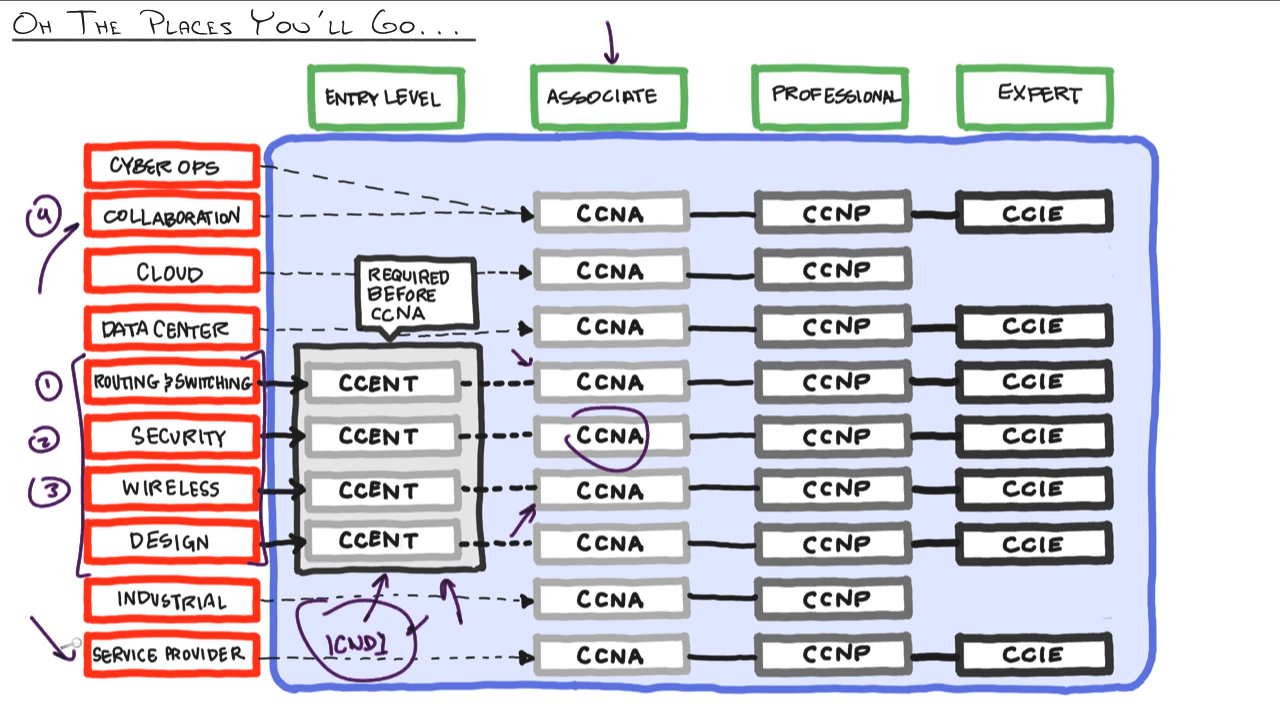 OH THE PLACES YOU'LL GO...
ENTRY LEVEL
ASSOCIATE
PROFESSIONAL
EXPERT
CYBER OPS
4
COLLABORATION
CCNA
CCNP
CCIE
CLOUD
CCNA
CCNP
REQUIRED
BEFORE
CCNA
DATA CENTER
CCNA
CCNP
CCIE
1
ROUTING & SWITCHING
CCENT
CCNA
CCNP
CCIE
2
SECURITY
CCENT
CCNA
CCNP
CCIE
3
WIRELESS
CCENT
CCNA
CCNP
CCIE
DESIGN
CCENT
CCNA
CCNP
CCIE
INDUSTRIAL
CCNA
CCNP
ICND1
SERVICE PROVIDER
CCNA
CCNP
CCIE